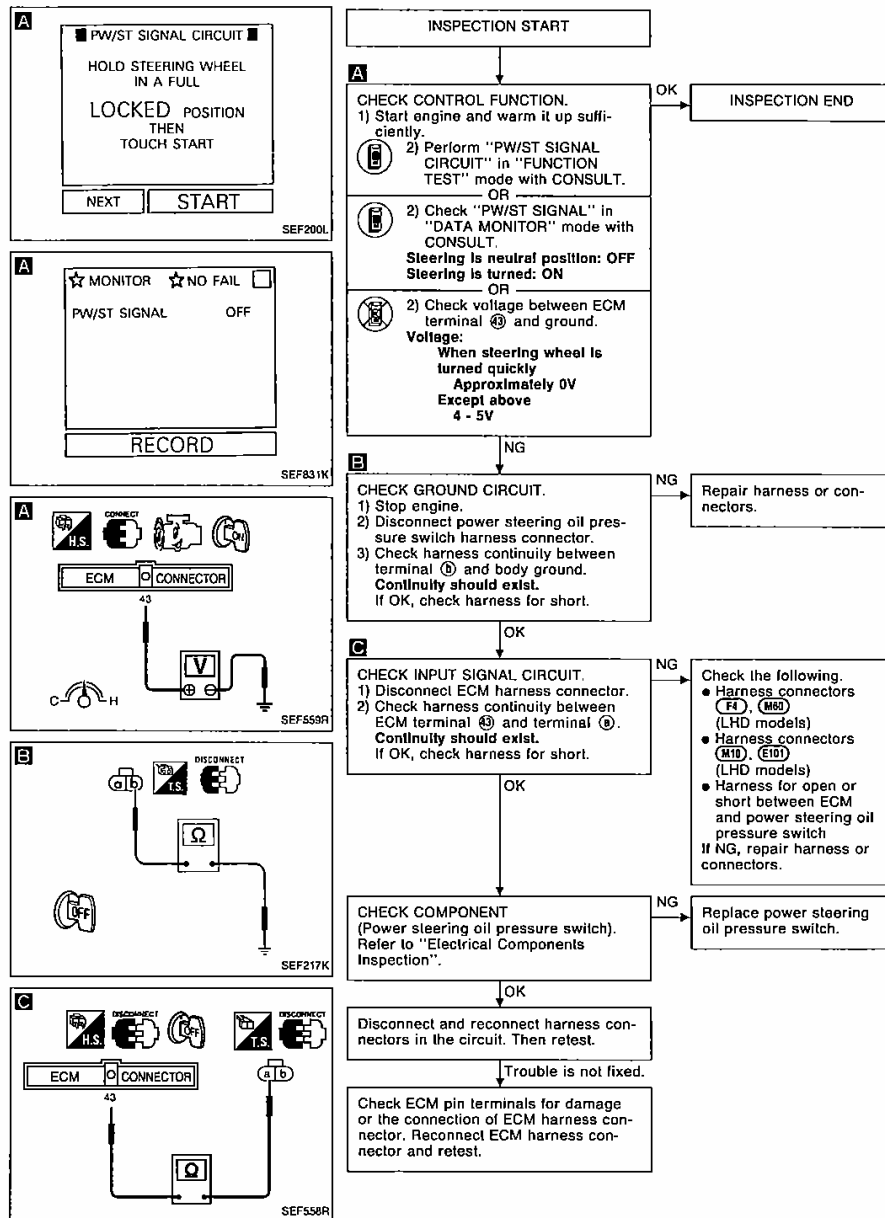 A
PW/ST SIGNAL CIRCUIT
HOLD STEERING WHEEL
IN A FULL
LOCKED POSITION
THEN
TOUCH START
NEXT
START
SEF200L
A
☆ MONITOR ☆ NO FAIL
PW/ST SIGNAL OFF
RECORD
SEF831K
A
H.S.
CONNECT
ON
ECM
CONNECTOR
43
V
⊕ ⊖
C H
SEF559R
B
a b
T.S.
DISCONNECT
Ω
OFF
SEF217K
C
H.S.
DISCONNECT
OFF
T.S.
DISCONNECT
ECM
CONNECTOR
a b
43
Ω
SEF558R
INSPECTION START
A
CHECK CONTROL FUNCTION.
1) Start engine and warm it up suffi-
ciently.
2) Perform "PW/ST SIGNAL
CIRCUIT" in "FUNCTION
TEST" mode with CONSULT.
OR
2) Check "PW/ST SIGNAL" in
"DATA MONITOR" mode with
CONSULT.
Steering is neutral position: OFF
Steering is turned: ON
OR
2) Check voltage between ECM
terminal ㊸ and ground.
Voltage:
When steering wheel is
turned quickly
Approximately 0V
Except above
4 - 5V
OK
INSPECTION END
NG
B
CHECK GROUND CIRCUIT.
1) Stop engine.
2) Disconnect power steering oil pres-
sure switch harness connector.
3) Check harness continuity between
terminal ⓑ and body ground.
Continuity should exist.
If OK, check harness for short.
NG
Repair harness or con-
nectors.
OK
C
CHECK INPUT SIGNAL CIRCUIT.
1) Disconnect ECM harness connector.
2) Check harness continuity between
ECM terminal ㊸ and terminal ⓐ.
Continuity should exist.
If OK, check harness for short.
NG
Check the following.
● Harness connectors
F4, M60
(LHD models)
● Harness connectors
M10, E101
(LHD models)
● Harness for open or
short between ECM
and power steering oil
pressure switch
If NG, repair harness or
connectors.
OK
CHECK COMPONENT
(Power steering oil pressure switch).
Refer to "Electrical Components
Inspection".
NG
Replace power steering
oil pressure switch.
OK
Disconnect and reconnect harness con-
nectors in the circuit. Then retest.
Trouble is not fixed.
Check ECM pin terminals for damage
or the connection of ECM harness con-
nector. Reconnect ECM harness con-
nector and retest.